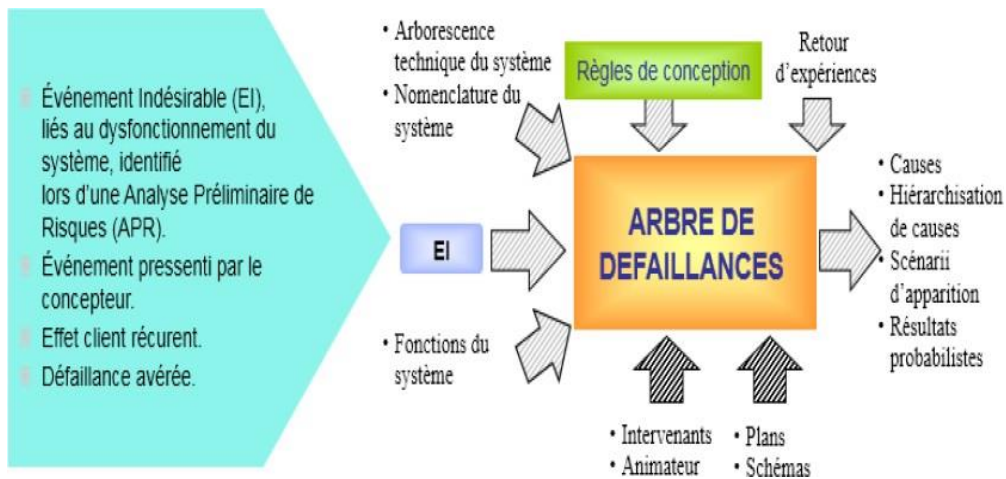 Événement Indésirable (EI),
liés au dysfonctionnement du
système, identifié
lors d'une Analyse Préliminaire de
Risques (APR).
Événement pressenti par le
concepteur.
Effet client récurent.
Défaillance avérée.
• Arborescence
technique du système
• Nomenclature du
système
Règles de conception
Retour
d'expériences
EI
ARBRE DE
DEFAILLANCES
• Fonctions du
système
• Causes
• Hiérarchisation
de causes
• Scénarii
d'apparition
• Résultats
probabilistes
• Intervenants
• Animateur
• Plans
• Schémas